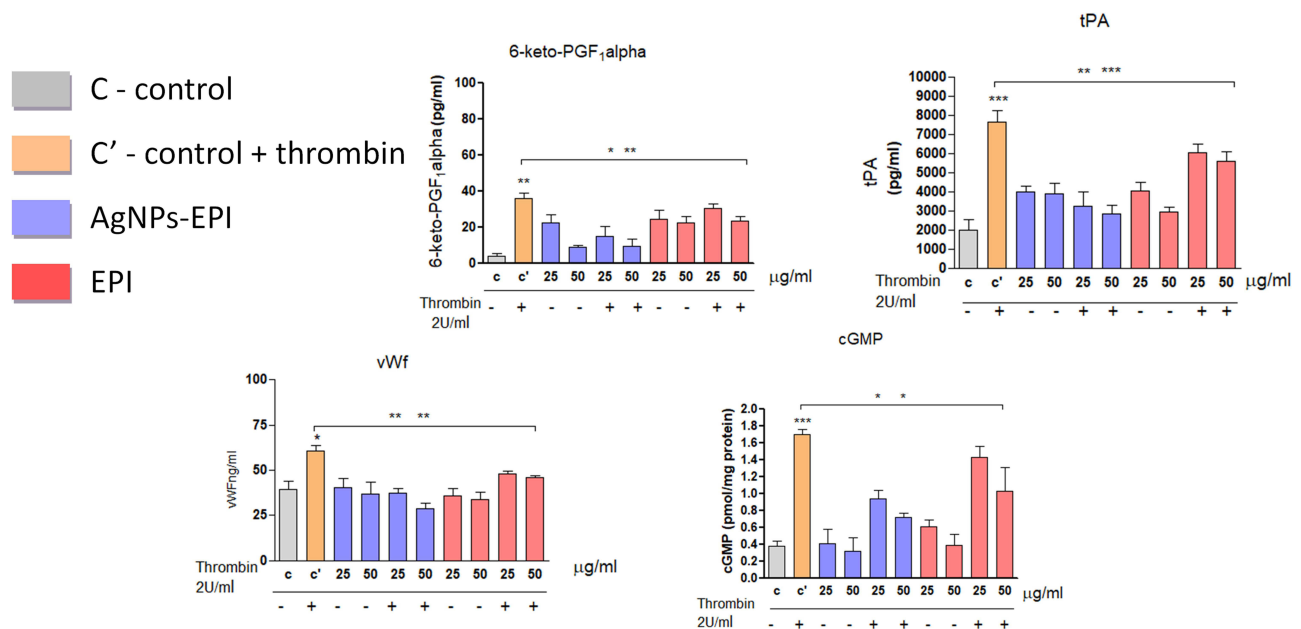 C - control
C’ - control + thrombin
AgNPs-EPI
EPI
6-keto-PGF1alpha
6-keto-PGF1alpha (pg/ml)
100
80
60
40
20
0
* **
**
c c' 25 50 25 50 25 50 25 50 μg/ml
Thrombin
2U/ml
- + - - + + - - + +
tPA
tPA
(pg/ml)
10000
9000
8000
7000
6000
5000
4000
3000
2000
1000
0
** ***
***
c c' 25 50 25 50 25 50 25 50 μg/ml
Thrombin
2U/ml
- + - - + + - - + +
vWf
vWFng/ml
100
75
50
25
0
** **
*
c c' 25 50 25 50 25 50 25 50 μg/ml
Thrombin
2U/ml
- + - - + + - - + +
cGMP
cGMP (pmol/mg protein)
2.0
1.8
1.6
1.4
1.2
1.0
0.8
0.6
0.4
0.2
0.0
* *
***
c c' 25 50 25 50 25 50 25 50 μg/ml
Thrombin
2U/ml
- + - - + + - - + +